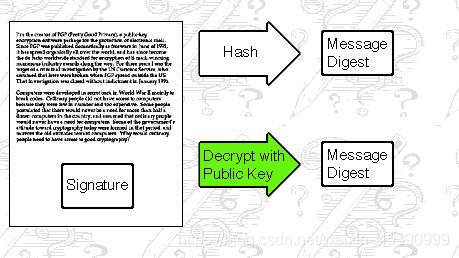 I'm the creator of PGP (Pretty Good Privacy), a public-key
encryption software package for the protection of electronic mail.
Since PGP was published domestically as freeware in June of 1991,
it has spread organically all over the world, and has since become
the de facto worldwide standard for encryption of E-mail, winning
numerous industry awards along the way. For three years I was the
target of a criminal investigation by the US Customs Service, who
assumed that laws were broken when PGP spread outside the US.
That investigation was closed without indictment in January 1996.
Computers were developed in secret back in World War II mainly to
break codes. Ordinary people did not have access to computers,
because they were few in number and too expensive. Some people
postulated that there would never be a need for more than half a
dozen computers in the country, and assumed that ordinary people
would never have a need for computers. Some of the government's
attitude toward cryptography today were formed in that period, and
mirrors the old attitudes toward computers. Why would ordinary
people need to have access to good cryptography?
Signature
Hash
Message
Digest
Decrypt with
Public Key
Message
Digest